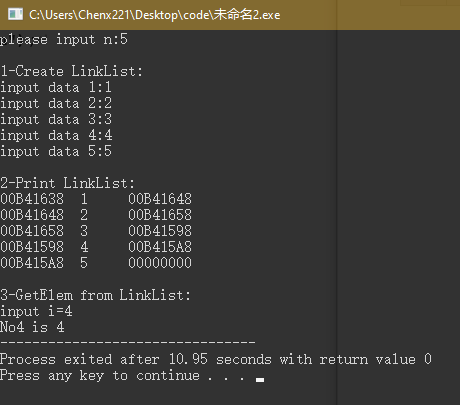 C:\Users\Chenx221\Desktop\code\未命名2.exe
please input n:5
1-Create LinkList:
input data 1:1
input data 2:2
input data 3:3
input data 4:4
input data 5:5
2-Print LinkList:
00B41638 1 00B41648
00B41648 2 00B41658
00B41658 3 00B41598
00B41598 4 00B415A8
00B415A8 5 00000000
3-GetElem from LinkList:
input i=4
No4 is 4
--------------------------------
Process exited after 10.95 seconds with return value 0
Press any key to continue . . .